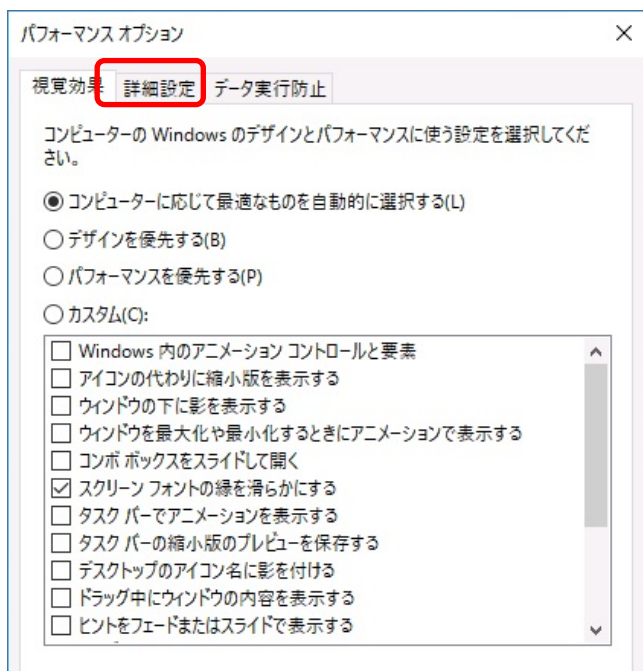 パフォーマンス オプション
視覚効果 詳細設定 データ実行防止
コンピューターの Windows のデザインとパフォーマンスに使う設定を選択してくだ
さい。
コンピューターに応じて最適なものを自動的に選択する(L)
デザインを優先する(B)
パフォーマンスを優先する(P)
カスタム(C):
Windows 内のアニメーション コントロールと要素
アイコンの代わりに縮小版を表示する
ウィンドウの下に影を表示する
ウィンドウを最大化や最小化するときにアニメーションで表示する
コンボ ボックスをスライドして開く
スクリーン フォントの縁を滑らかにする
タスク バーでアニメーションを表示する
タスク バーの縮小版のプレビューを保存する
デスクトップのアイコン名に影を付ける
ドラッグ中にウィンドウの内容を表示する
ヒントをフェードまたはスライドで表示する